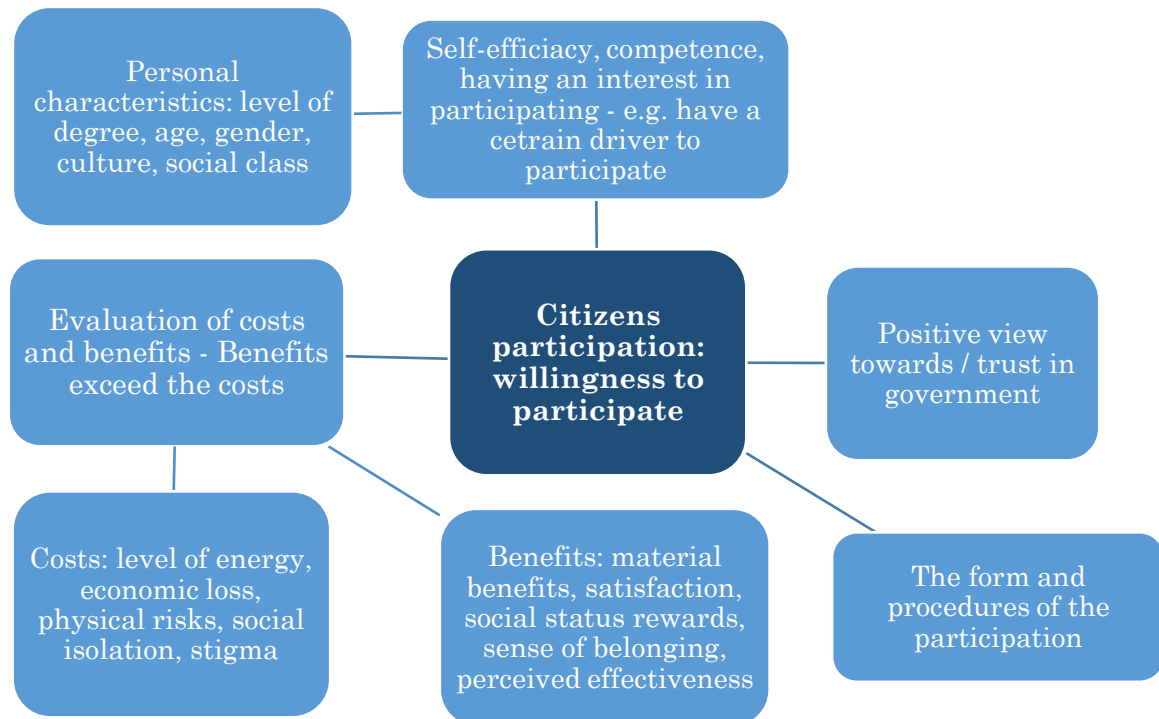 Personal
characteristics: level of
degree, age, gender,
culture, social class
Self-efficiacy, competence,
having an interest in
participating - e.g. have a
cetrain driver to
participate
Evaluation of costs
and benefits - Benefits
exceed the costs
Citizens
participation:
willingness to
participate
Positive view
towards / trust in
government
Costs: level of energy,
economic loss,
physical risks, social
isolation, stigma
Benefits: material
benefits, satisfaction,
social status rewards,
sense of belonging,
perceived effectiveness
The form and
procedures of the
participation